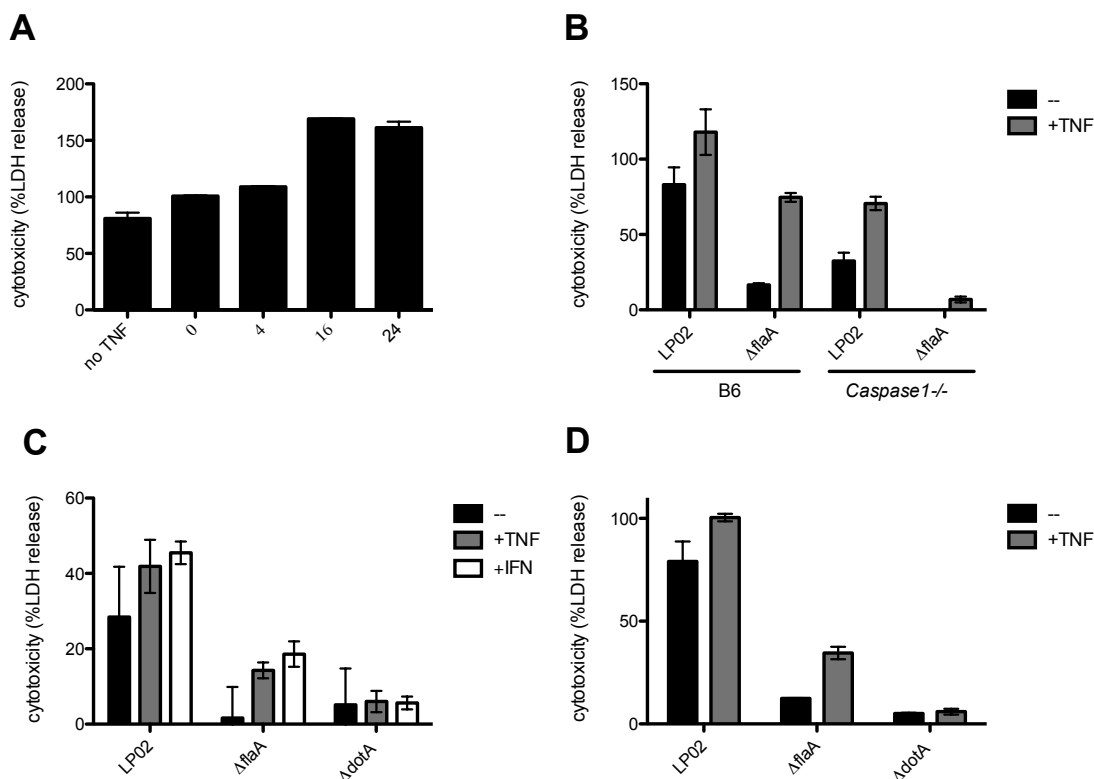 A
cytotoxicity (%LDH release)
200
150
100
50
0
no TNF
0
4
16
24
B
cytotoxicity (%LDH release)
150
100
50
0
LP02
ΔflaA
LP02
ΔflaA
B6
Caspase1-/-
--
+TNF
C
cytotoxicity (%LDH release)
60
40
20
0
LP02
ΔflaA
ΔdotA
--
+TNF
+IFN
D
cytotoxicity (%LDH release)
100
50
0
LP02
ΔflaA
ΔdotA
--
+TNF